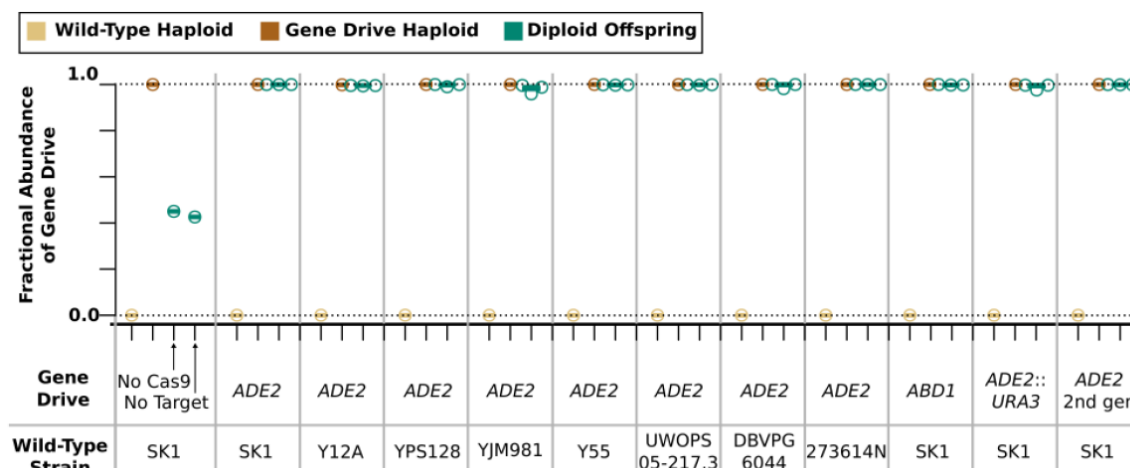 Wild-Type Haploid Gene Drive Haploid Diploid Offspring
Fractional Abundance
of Gene Drive
1.0
0.0
Gene
Drive
No Cas9
No Target
ADE2
ADE2
ADE2
ADE2
ADE2
ADE2
ADE2
ADE2
ABD1
ADE2::
URA3
ADE2
2nd gen
Wild-Type
Strain
SK1
SK1
Y12A
YPS128
YJM981
Y55
UWOPS
05-217.3
DBVPG
6044
273614N
SK1
SK1
SK1